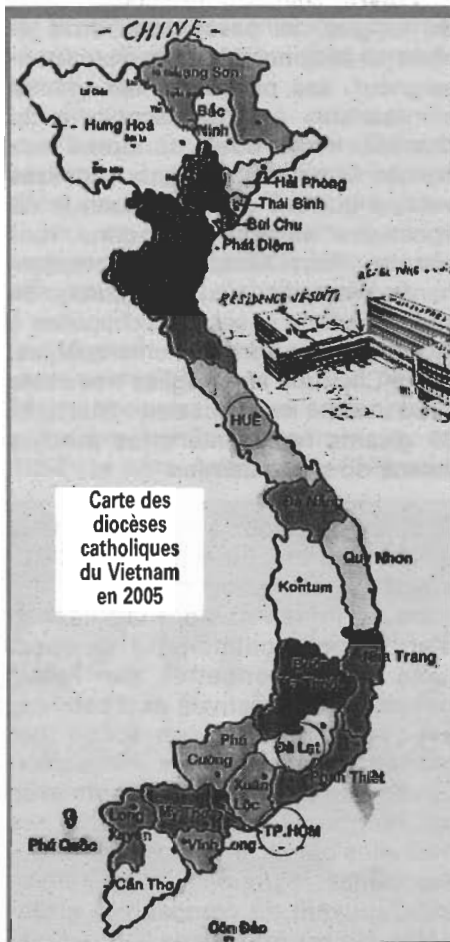 - CHINE -
Lạng Sơn
Bắc
Ninh
Hưng Hoá
Hải Phòng
Thái Bình
Bùi Chu
Phát Diệm
RÉSIDENCE JÉSUITE
HUẾ
Đà Nẵng
Carte des
diocèses
catholiques
du Vietnam
en 2005
Quy Nhon
Kontum
Nha Trang
Đà Lạt
Phú
Cường
Phan Thiết
Xuân
Lộc
Long
Xuyên
Mỹ Tho
TP.HCM
Phú Quốc
Vĩnh Long
Cần Thơ
Côn Đảo